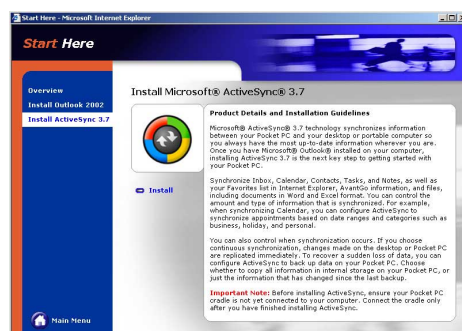 Start Here - Microsoft Internet Explorer
Start Here
Overview
Install Outlook 2002
Install ActiveSync 3.7
Install Microsoft® ActiveSync® 3.7
Install
Product Details and Installation Guidelines
Microsoft® ActiveSync® 3.7 technology synchronizes information
between your Pocket PC and your desktop or portable computer so
you always have the most up-to-date information wherever you are.
Once you have Microsoft® Outlook® installed on your computer,
installing ActiveSync 3.7 is the next key step to getting started with
your Pocket PC.
Synchronize Inbox, Calendar, Contacts, Tasks, and Notes, as well as
your Favorites list in Internet Explorer, AvantGo information, and files,
including documents in Word and Excel format. You can control the
amount and type of information that is synchronized. For example,
when synchronizing Calendar, you can configure ActiveSync to
synchronize appointments based on date ranges and categories such as
business, holiday, and personal.
You can also control when synchronization occurs. If you choose
continuous synchronization, changes made on the desktop or Pocket PC
are replicated immediately. To recover a sudden loss of data, you can
configure ActiveSync to back up data on your Pocket PC. Choose
whether to copy all information in internal storage on your Pocket PC, or
just the information that has changed since the last backup.
Important Note: Before installing ActiveSync, ensure your Pocket PC
cradle is not yet connected to your computer. Connect the cradle only
after you have finished installing ActiveSync.
Main Menu